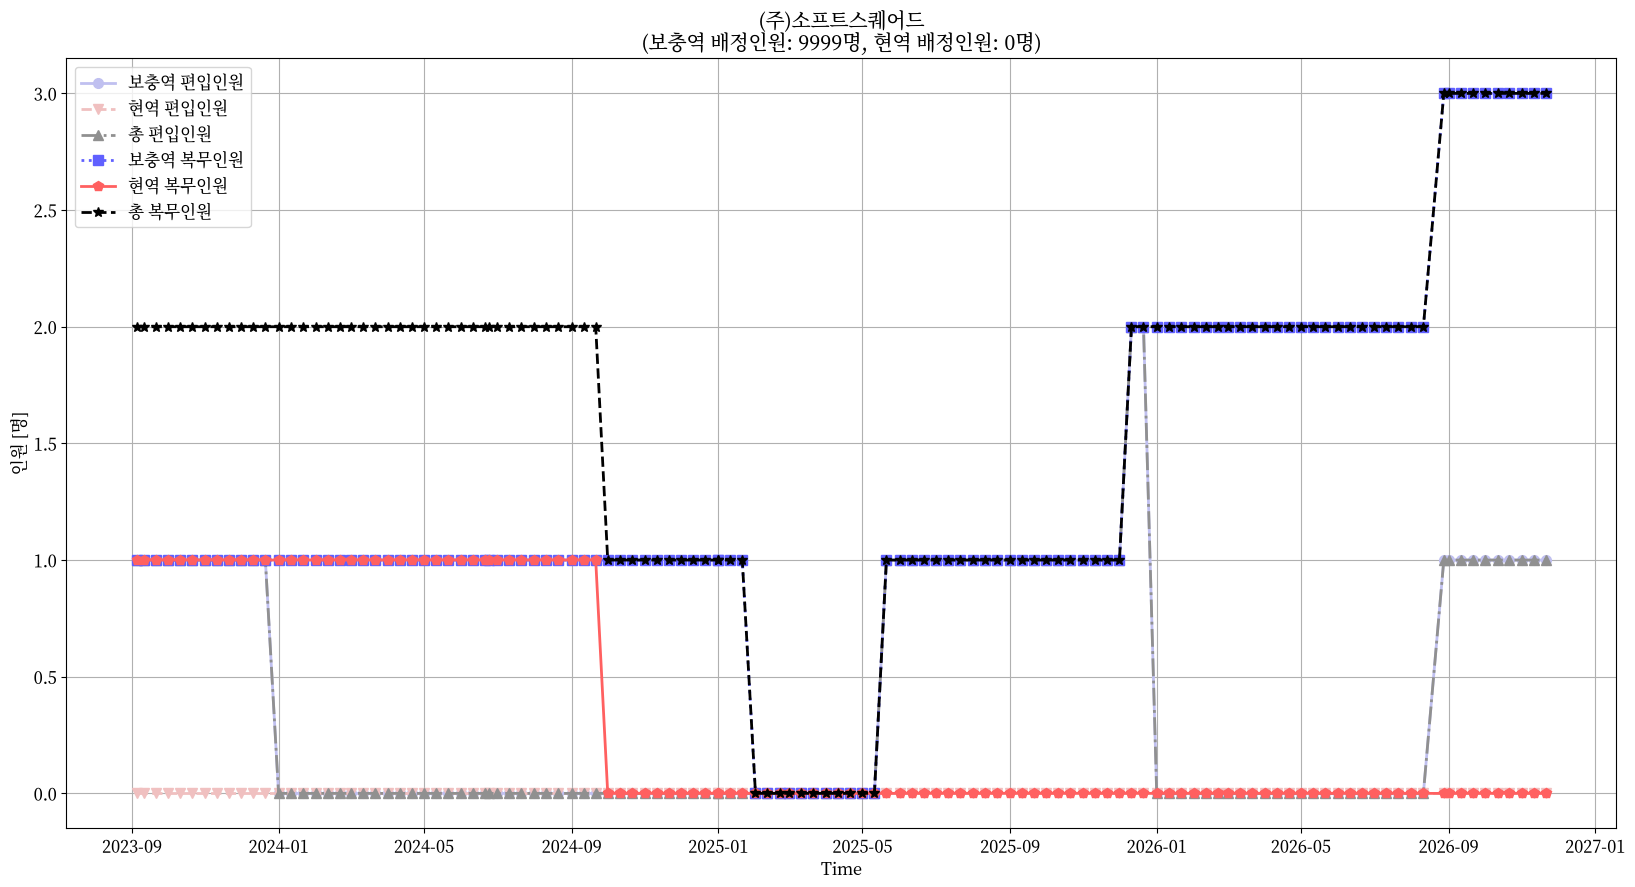 (주)소프트스퀘어드
(보충역 배정인원: 9999명, 현역 배정인원: 0명)
보충역 편입인원
현역 편입인원
총 편입인원
보충역 복무인원
현역 복무인원
총 복무인원
인원 [명]
3.0
2.5
2.0
1.5
1.0
0.5
0.0
2023-09
2024-01
2024-05
2024-09
2025-01
2025-05
2025-09
2026-01
2026-05
2026-09
2027-01
Time